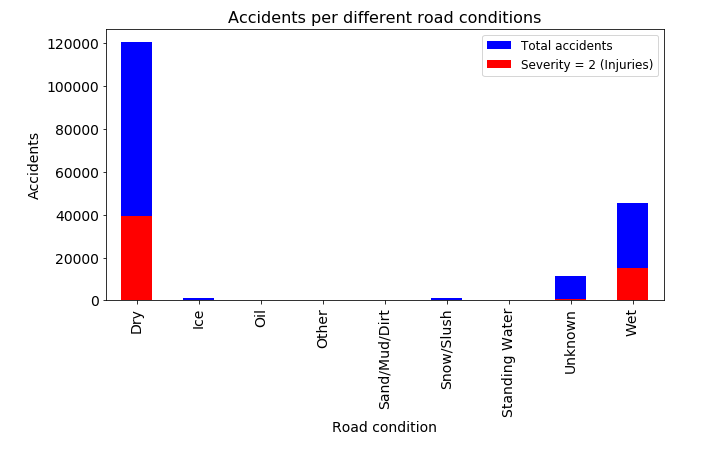 Accidents per different road conditions
Total accidents
Severity = 2 (Injuries)
Accidents
120000
100000
80000
60000
40000
20000
0
Dry
Ice
Oil
Other
Sand/Mud/Dirt
Snow/Slush
Standing Water
Unknown
Wet
Road condition